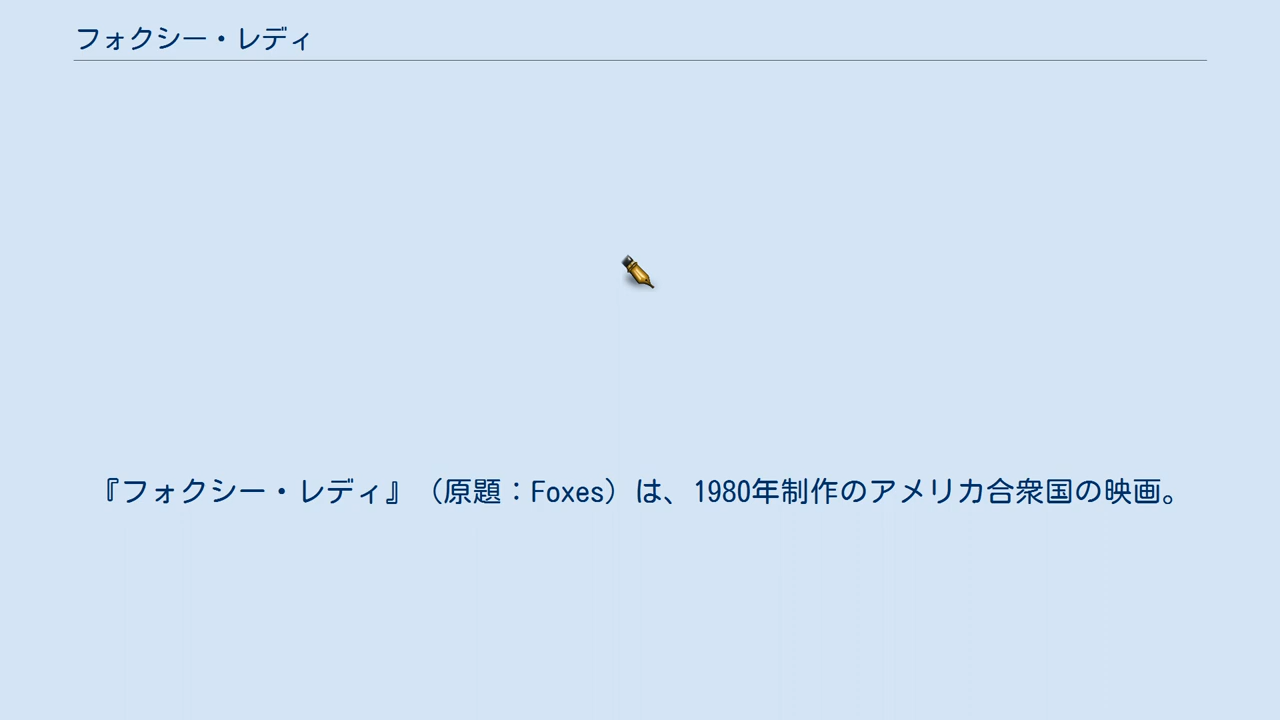 フォクシー・レディ
『フォクシー・レディ』（原題：Foxes）は、1980年制作のアメリカ合衆国の映画。